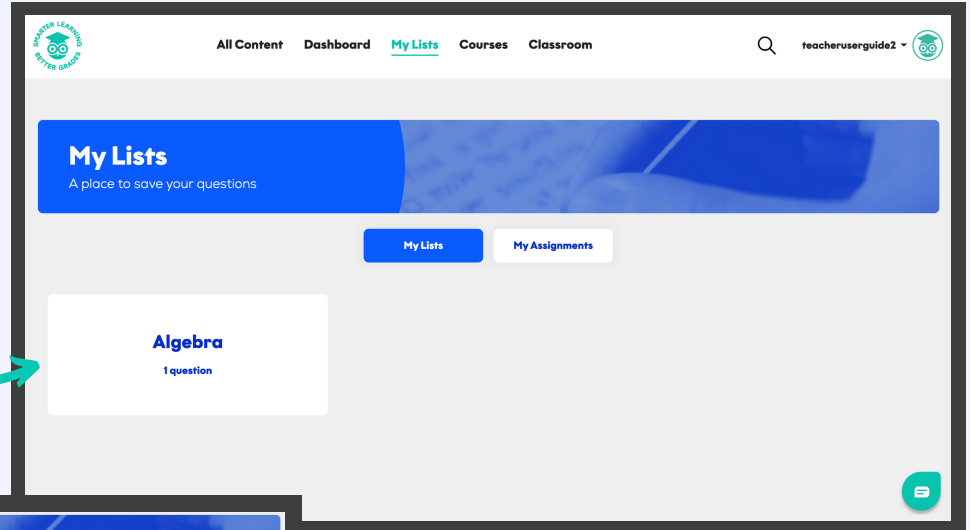 SMARTER LEARNING
BETTER GRADES
All Content Dashboard My Lists Courses Classroom teacheruserguide2
My Lists
A place to save your questions
My Lists My Assignments
Algebra
1 question